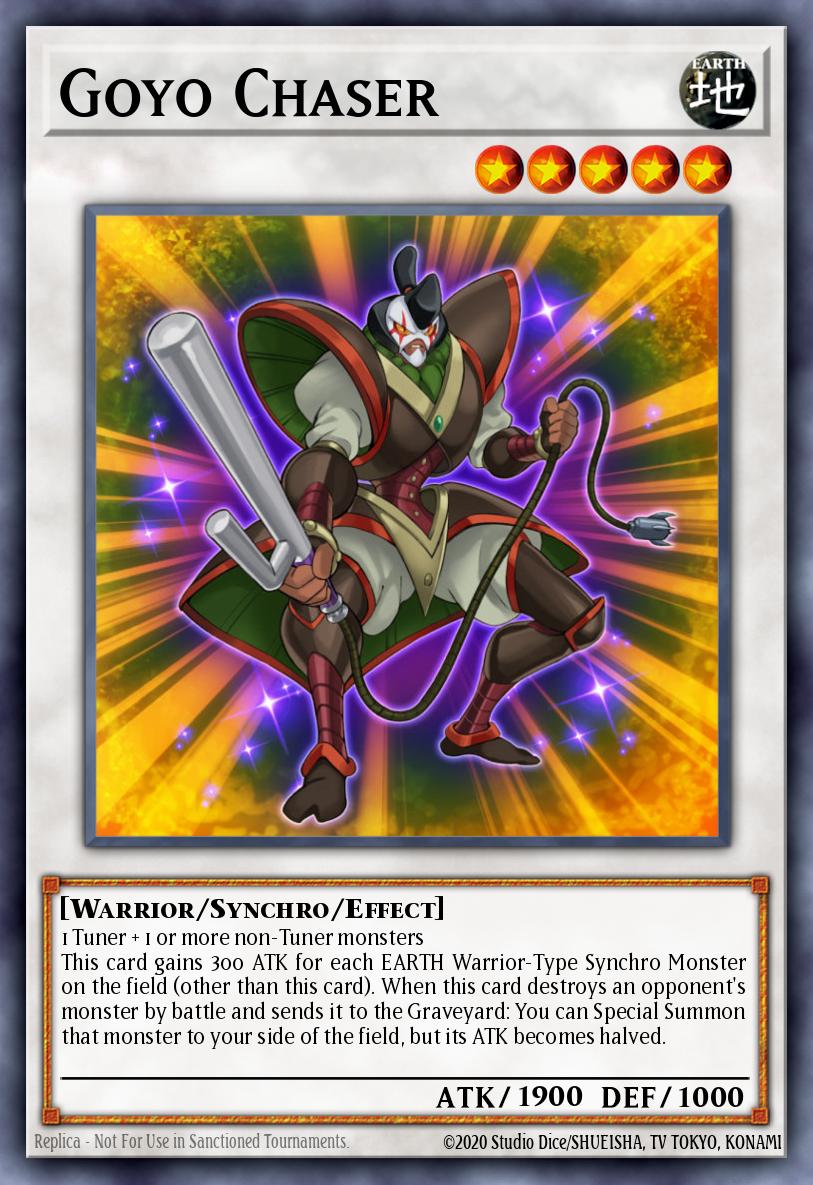 Goyo Chaser
EARTH
地
[Warrior/Synchro/Effect]
1 Tuner + 1 or more non-Tuner monsters
This card gains 300 ATK for each EARTH Warrior-Type Synchro Monster
on the field (other than this card). When this card destroys an opponent's
monster by battle and sends it to the Graveyard: You can Special Summon
that monster to your side of the field, but its ATK becomes halved.
ATK/1900 DEF/1000
Replica - Not For Use in Sanctioned Tournaments.
©2020 Studio Dice/SHUEISHA, TV TOKYO, KONAMI